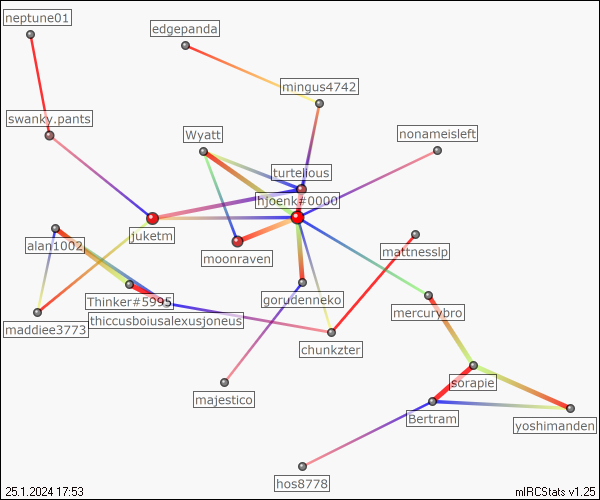 neptune01
edgepanda
mingus4742
swanky.pants
Wyatt
nonameisleft
turtelious
hjoenk#0000
juketm
alan1002
moonraven
mattnesslp
Thinker#5995
gorudenneko
mercurybro
thiccusboiusalexusjoneus
maddiee3773
chunkzter
sorapie
majestico
Bertram
yoshimanden
hos8778
25.1.2024 17:53
mIRCStats v1.25